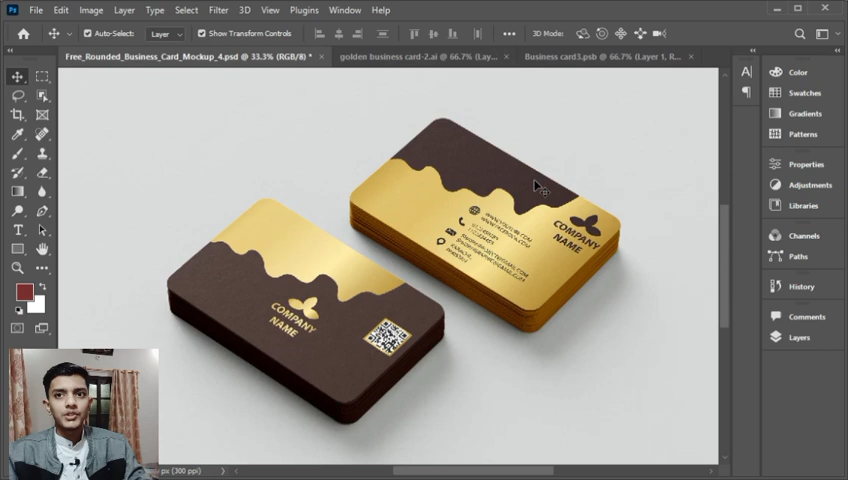 Ps File Edit Image Layer Type Select Filter 3D View Plugins Window Help
Auto-Select: Layer Show Transform Controls 3D Mode:
Free_Rounded_Business_Card_Mockup_4.psd @ 33.3% (RGB/8) * golden business card-2.ai @ 66.7% (Lay... Business card3.psb @ 66.7% (Layer 1, R...
Color
Swatches
Gradients
Patterns
Properties
Adjustments
Libraries
Channels
Paths
History
Comments
Layers
COMPANY
NAME
COMPANY
NAME
px (300 ppi)